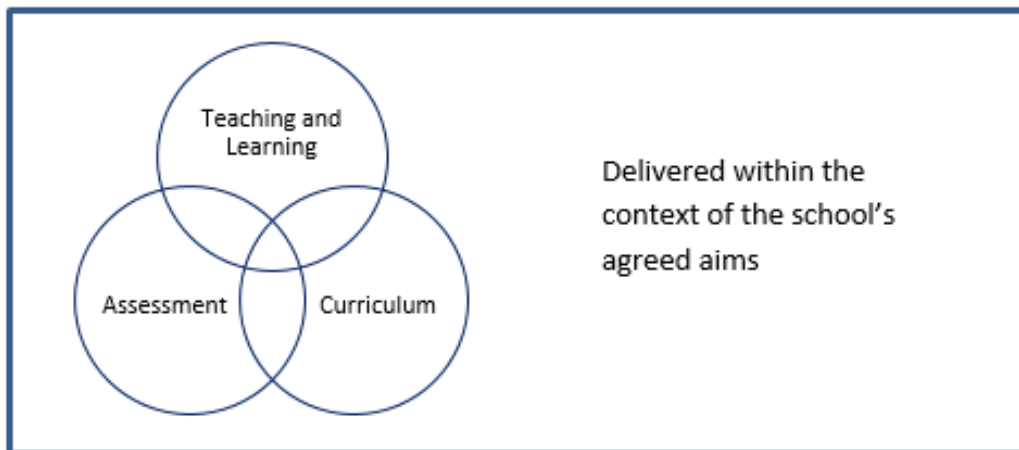 Teaching and
Learning
Delivered within the
context of the school's
agreed aims
Assessment
Curriculum